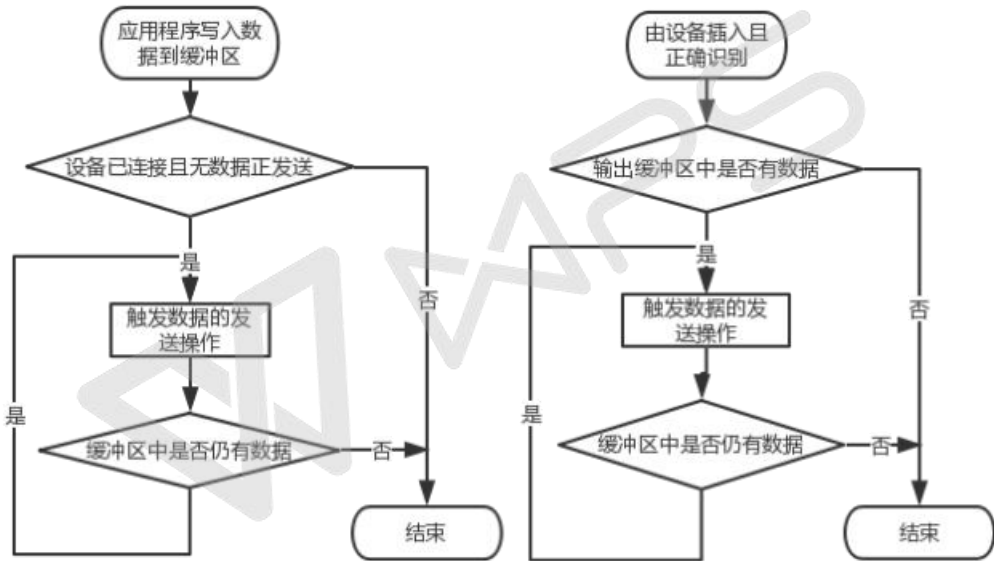 应用程序写入数
据到缓冲区
设备已连接且无数据正发送
是
否
触发数据的发
送操作
是
缓冲区中是否仍有数据
否
结束
由设备插入且
正确识别
输出缓冲区中是否有数据
是
否
触发数据的发
送操作
是
缓冲区中是否仍有数据
否
结束
WPS